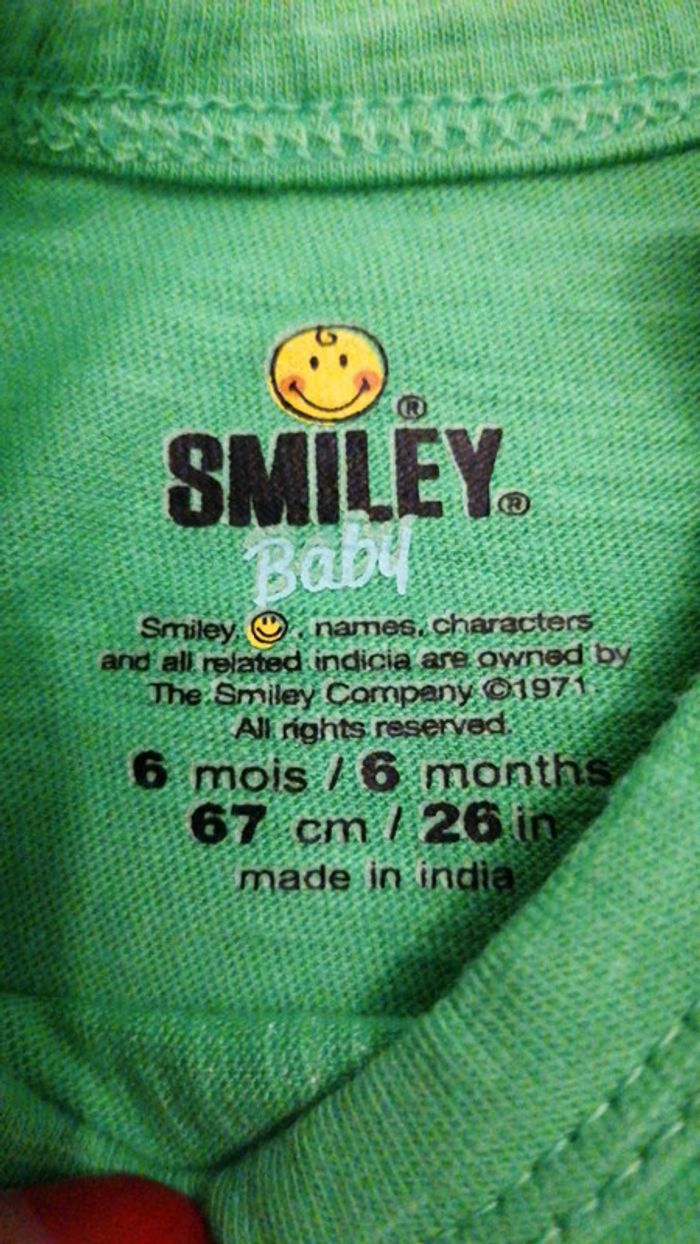 ®
SMILEY®
Baby
Smiley, , names, characters
and all related indicia are owned by
The Smiley Company ©1971.
All rights reserved.
6 mois / 6 months
67 cm / 26 in
made in india